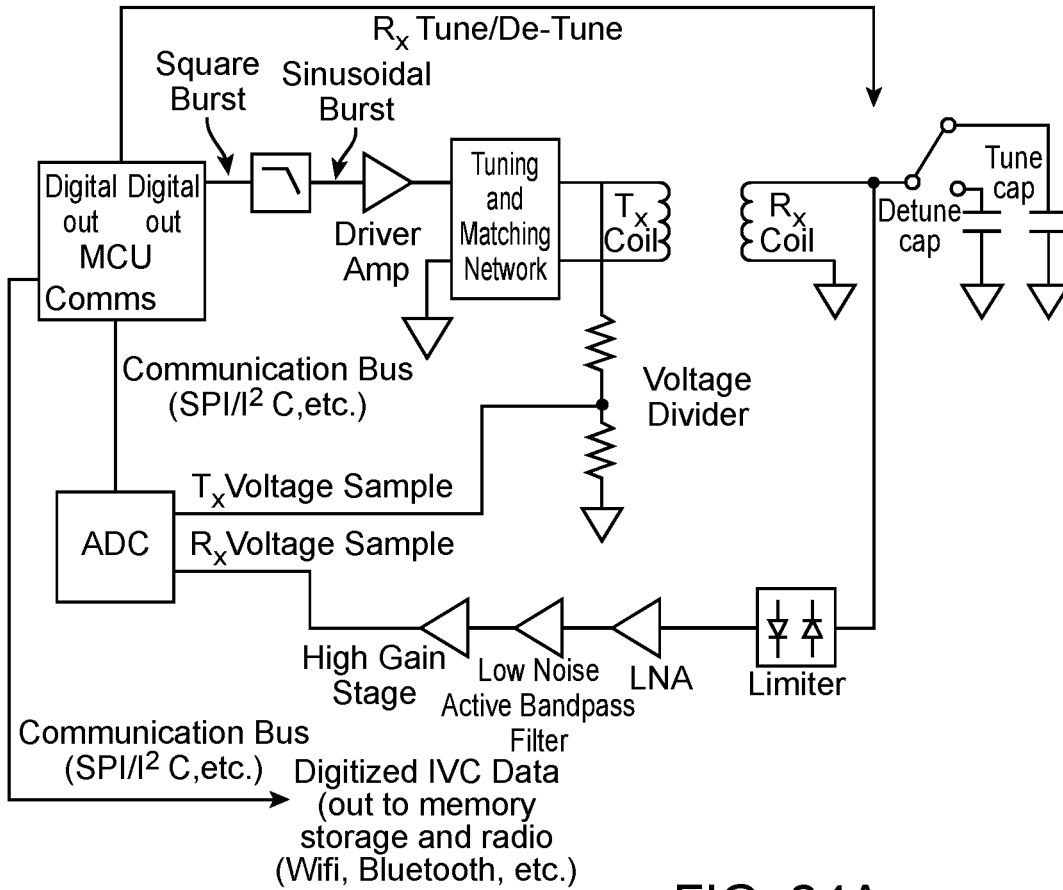 Rx Tune/De-Tune
Square
Burst
Sinusoidal
Burst
Digital
out
Digital
out
MCU
Comms
Driver
Amp
Tuning
and
Matching
Network
Tx
Coil
Rx
Coil
Detune
cap
Tune
cap
Communication Bus
(SPI/I² C,etc.)
Voltage
Divider
ADC
TxVoltage Sample
RxVoltage Sample
High Gain
Stage
Low Noise
Active Bandpass
Filter
LNA
Limiter
Communication Bus
(SPI/I² C,etc.)
Digitized IVC Data
(out to memory
storage and radio
(Wifi, Bluetooth, etc.)